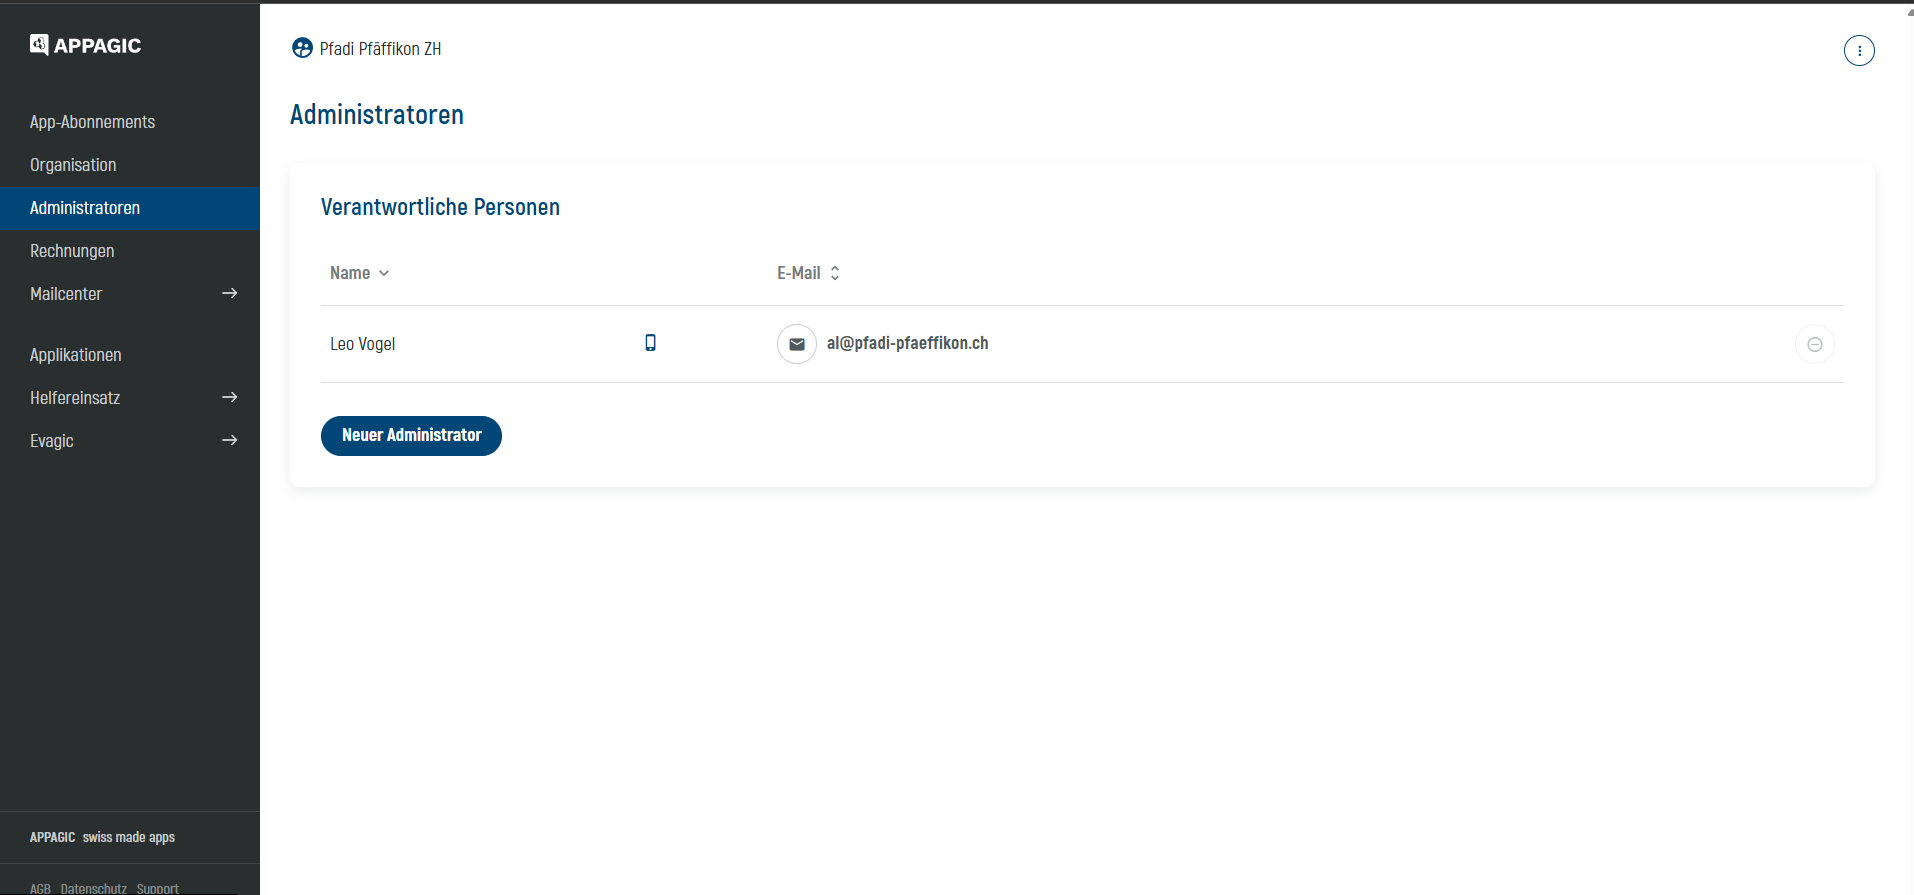 APPAGIC
App-Abonnements
Organisation
Administratoren
Rechnungen
Mailcenter
Applikationen
Helfereinsatz
Evagic
APPAGIC swiss made apps
AGB Datenschutz Support
Pfadi Pfäffikon ZH
Administratoren
Verantwortliche Personen
Name E-Mail
Leo Vogel al@pfadi-pfaeffikon.ch
Neuer Administrator